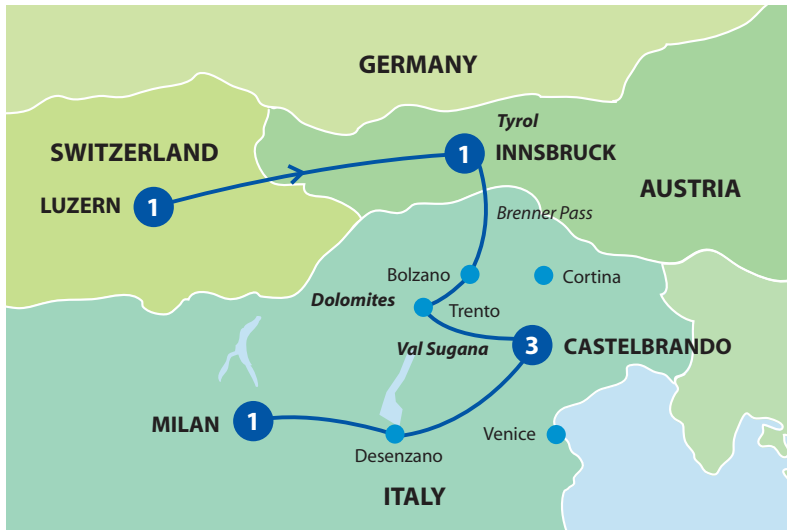 GERMANY
Tyrol
SWITZERLAND
1
INNSBRUCK
AUSTRIA
LUZERN
1
Brenner Pass
Bolzano
Cortina
Dolomites
Trento
Val Sugana
3
CASTELBRANDO
MILAN
1
Venice
Desenzano
ITALY